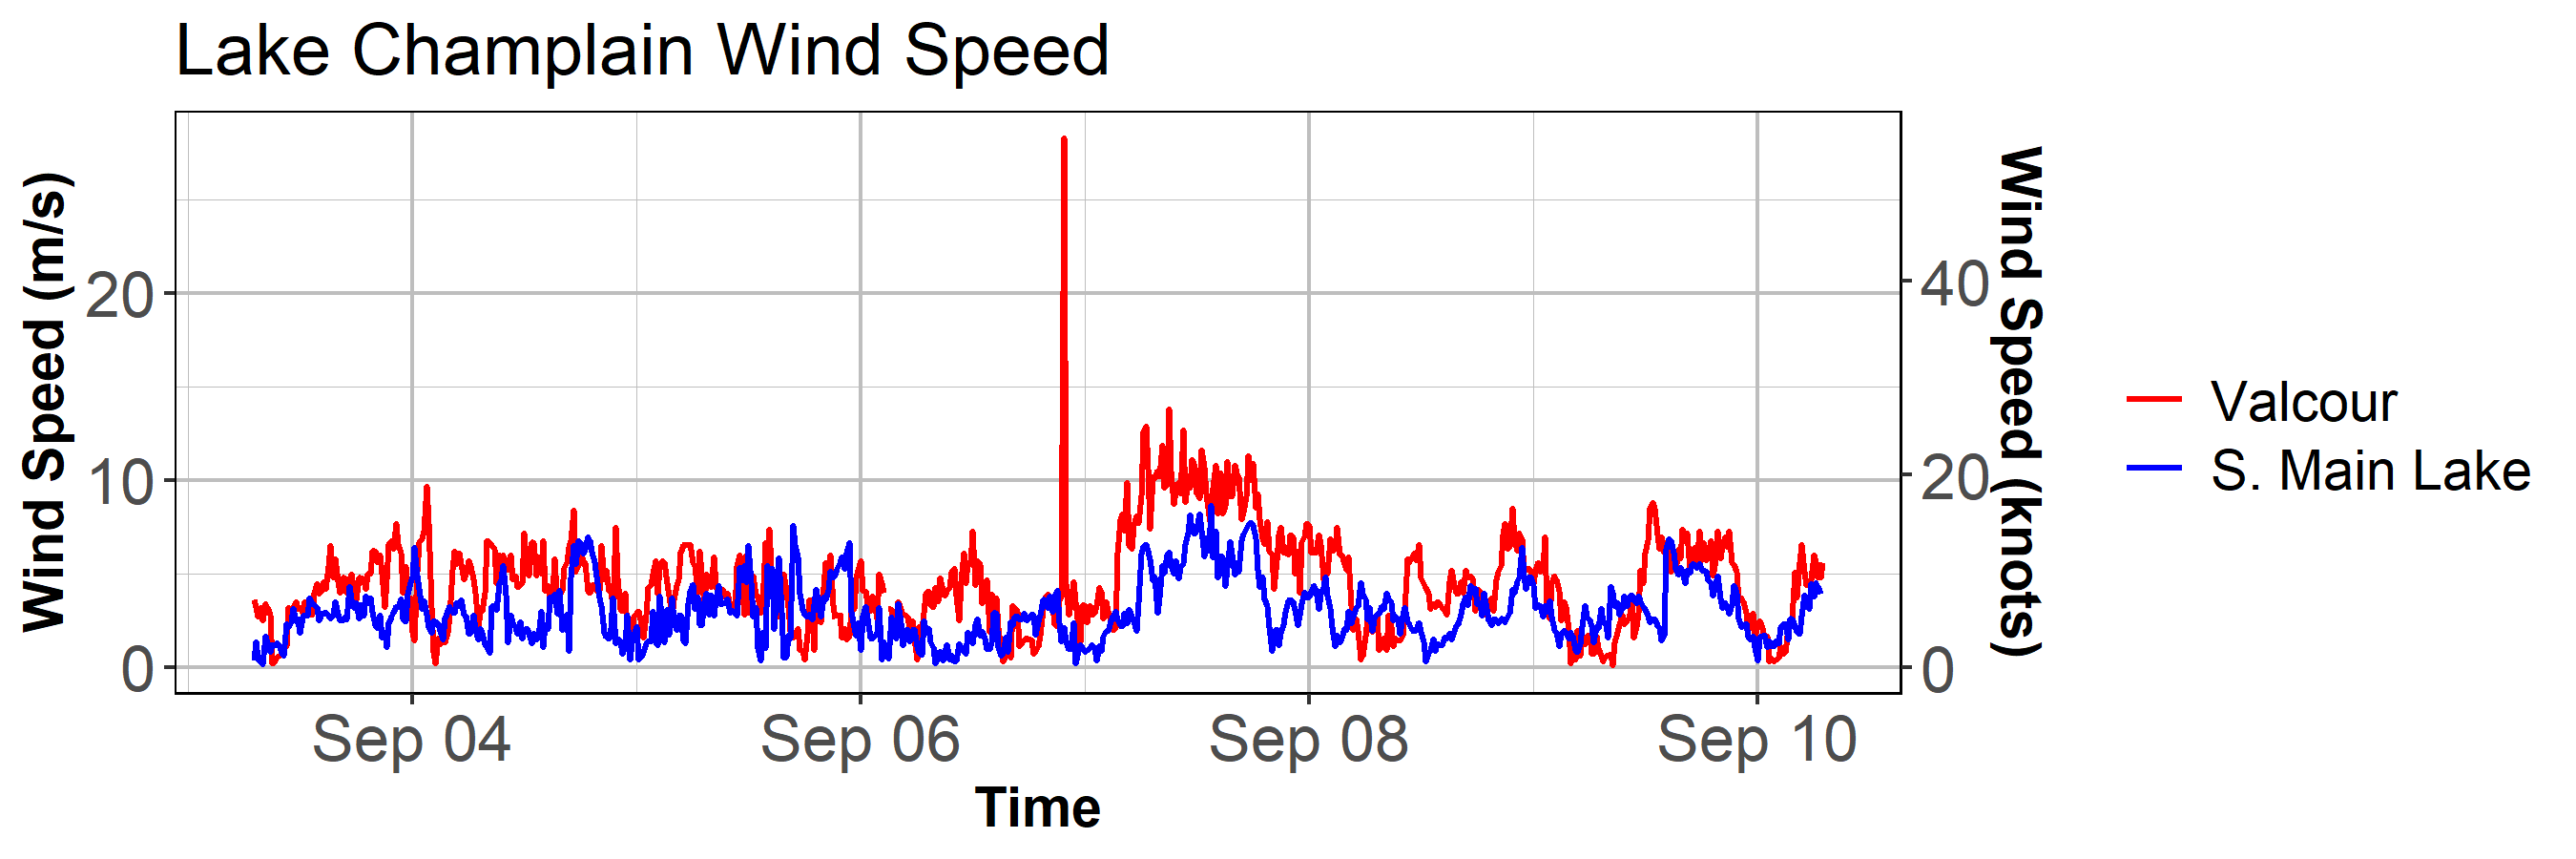 Lake Champlain Wind Speed
Wind Speed (m/s)
20
10
0
40
20
0
Wind Speed (knots)
Valcour
S. Main Lake
Sep 04
Sep 06
Sep 08
Sep 10
Time